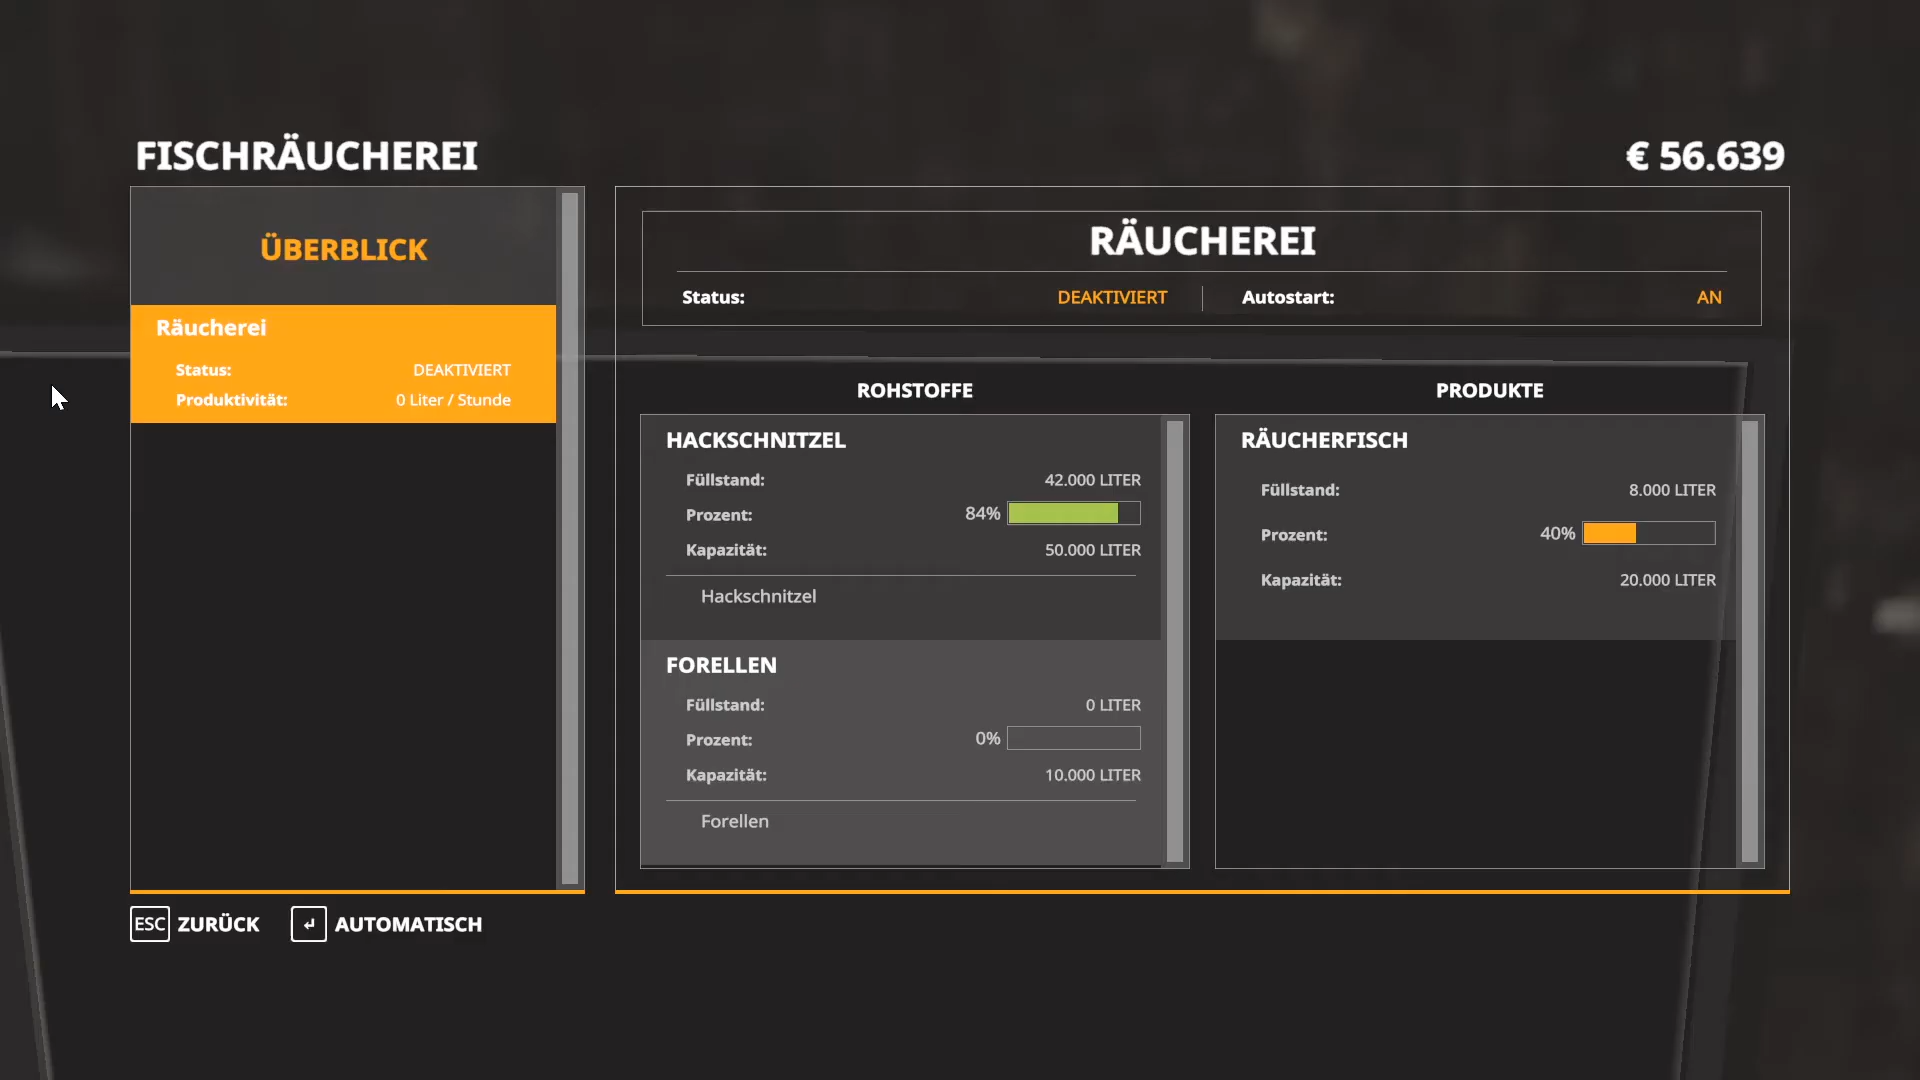 FISCHRÄUCHEREI
€ 56.639
ÜBERBLICK
Räucherei
Status: DEAKTIVIERT
Produktivität: 0 Liter / Stunde
RÄUCHEREI
Status: DEAKTIVIERT Autostart: AN
ROHSTOFFE
HACKSCHNITZEL
Füllstand: 42.000 LITER
Prozent: 84%
Kapazität: 50.000 LITER
Hackschnitzel
FORELLEN
Füllstand: 0 LITER
Prozent: 0%
Kapazität: 10.000 LITER
Forellen
PRODUKTE
RÄUCHERFISCH
Füllstand: 8.000 LITER
Prozent: 40%
Kapazität: 20.000 LITER
ESC ZURÜCK ↵ AUTOMATISCH